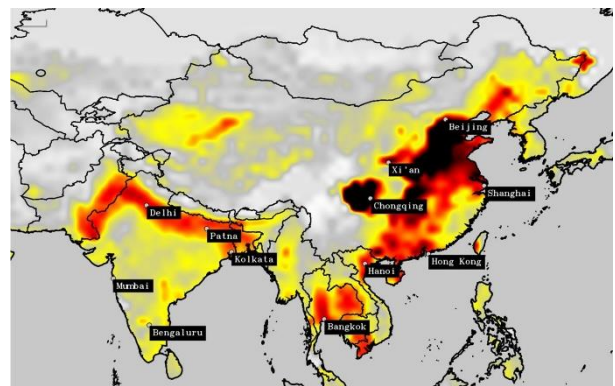 Beijing
Xi'an
Shanghai
Chongqing
Delhi
Patna
Kolkata
Hanoi
Hong Kong
Mumbai
Bangkok
Bengaluru